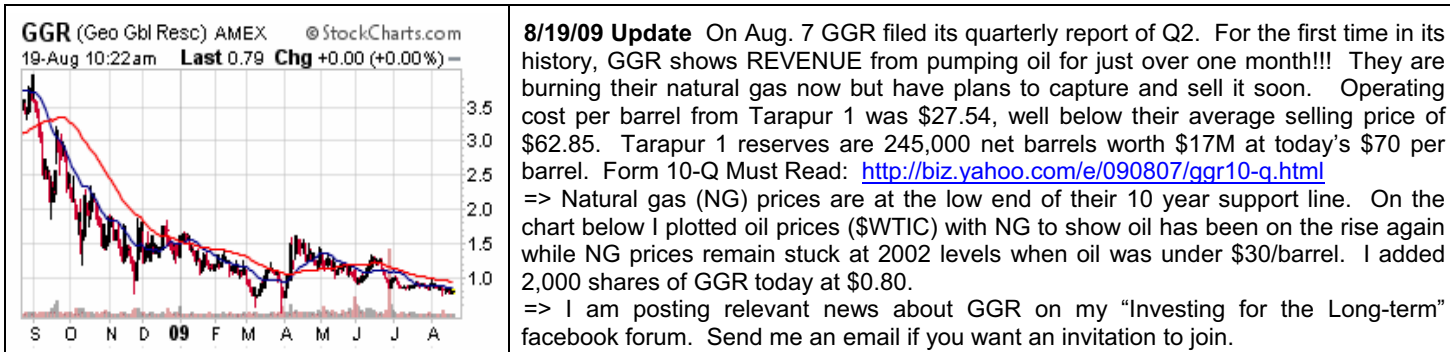 GGR (Geo Gbl Resc) AMEX @StockCharts.com
19-Aug 10:22am Last 0.79 Chg +0.00 (+0.00%)
3.5
3.0
2.5
2.0
1.5
1.0
S O N D 09 F M A M J J A
8/19/09 Update On Aug. 7 GGR filed its quarterly report of Q2. For the first time in its
history, GGR shows REVENUE from pumping oil for just over one month!!! They are
burning their natural gas now but have plans to capture and sell it soon. Operating
cost per barrel from Tarapur 1 was $27.54, well below their average selling price of
$62.85. Tarapur 1 reserves are 245,000 net barrels worth $17M at today’s $70 per
barrel. Form 10-Q Must Read: http://biz.yahoo.com/e/090807/ggr10-q.html
=> Natural gas (NG) prices are at the low end of their 10 year support line. On the
chart below I plotted oil prices ($WTIC) with NG to show oil has been on the rise again
while NG prices remain stuck at 2002 levels when oil was under $30/barrel. I added
2,000 shares of GGR today at $0.80.
=> I am posting relevant news about GGR on my “Investing for the Long-term”
facebook forum. Send me an email if you want an invitation to join.